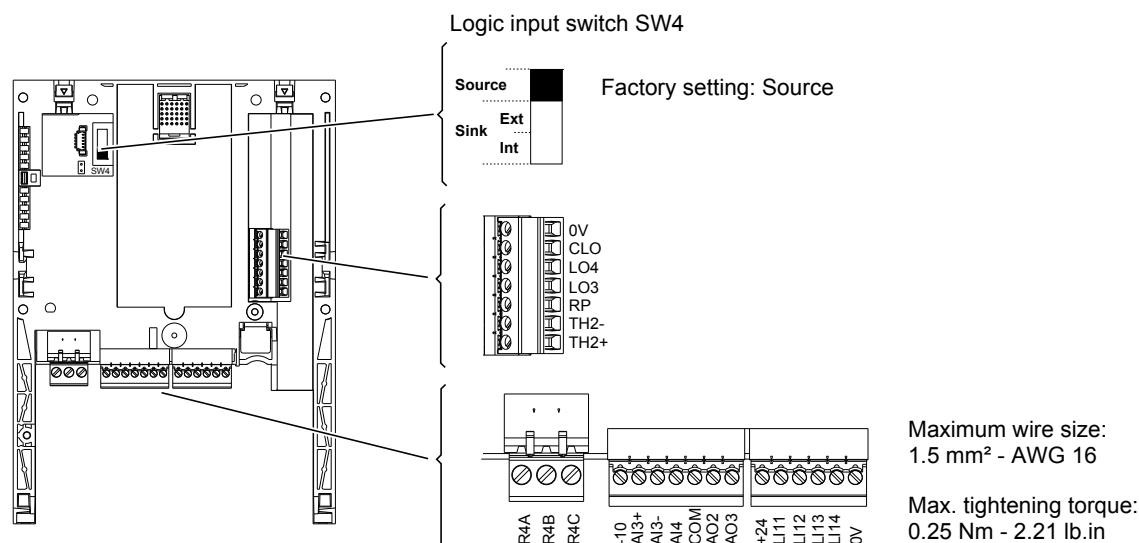 Logic input switch SW4
Source
Factory setting: Source
Sink
Ext
Int
SW4
0V
CLO
LO4
LO3
RP
TH2-
TH2+
Maximum wire size:
1.5 mm² - AWG 16
Max. tightening torque:
0.25 Nm - 2.21 lb.in
R4A
R4B
R4C
-10
AI3+
AI3-
AI4
COM
AO2
AO3
+24
LI11
LI12
LI13
LI14
0V